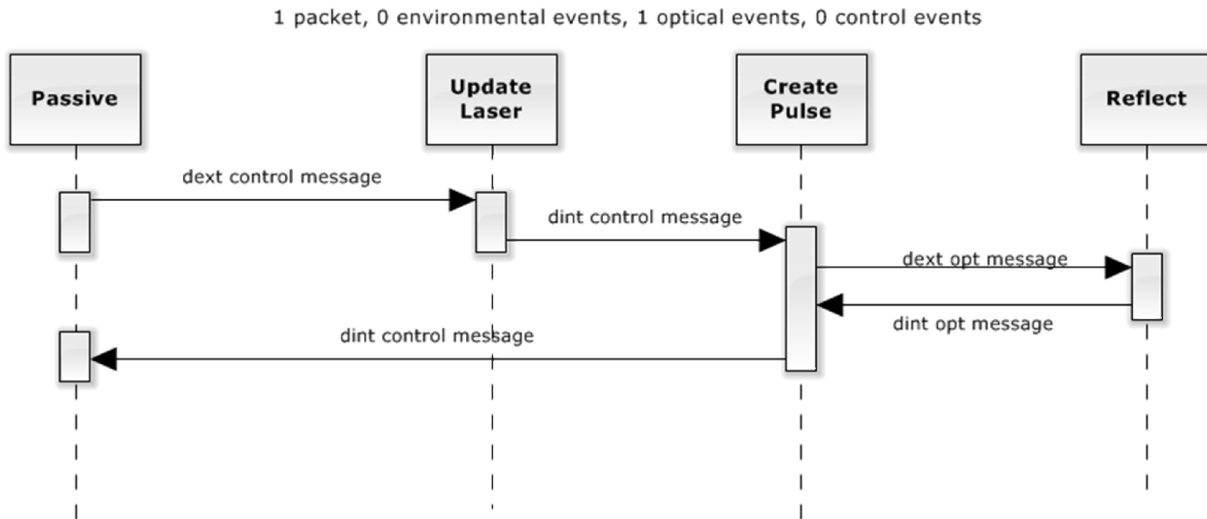 1 packet, 0 environmental events, 1 optical events, 0 control events
Passive
Update
Laser
Create
Pulse
Reflect
dext control message
dint control message
dext opt message
dint opt message
dint control message